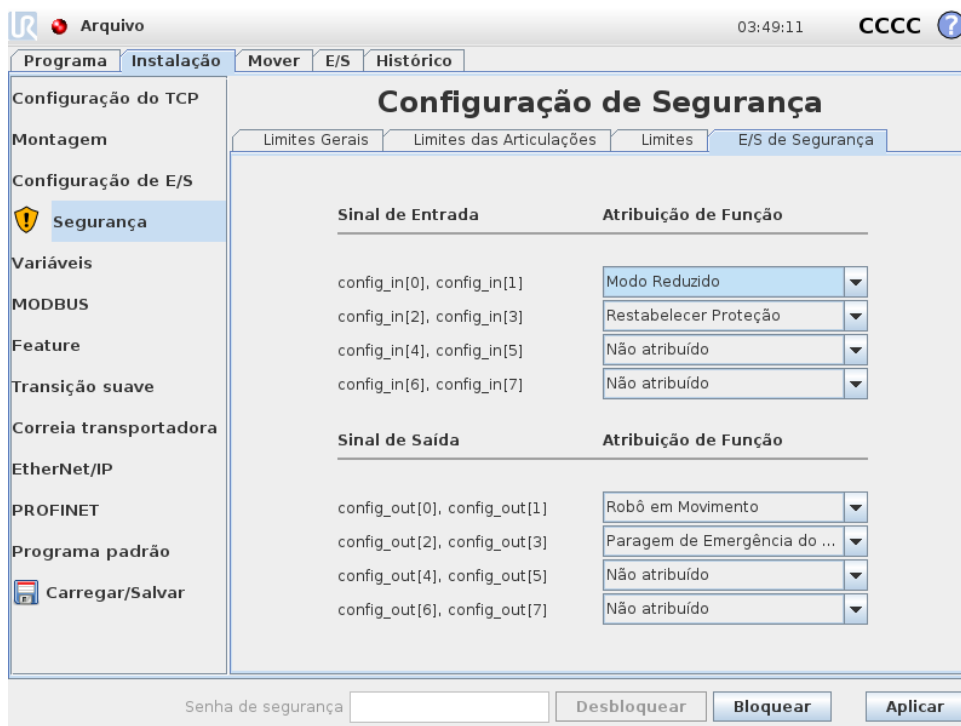 UR Arquivo 03:49:11 CCCC ?
Programa Instalação Mover E/S Histórico
Configuração do TCP
Montagem
Configuração de E/S
Segurança
Variáveis
MODBUS
Feature
Transição suave
Correia transportadora
EtherNet/IP
PROFINET
Programa padrão
Carregar/Salvar
Configuração de Segurança
Limites Gerais Limites das Articulações Limites E/S de Segurança
Sinal de Entrada Atribuição de Função
config_in[0], config_in[1] Modo Reduzido
config_in[2], config_in[3] Restabelecer Proteção
config_in[4], config_in[5] Não atribuído
config_in[6], config_in[7] Não atribuído
Sinal de Saída Atribuição de Função
config_out[0], config_out[1] Robô em Movimento
config_out[2], config_out[3] Paragem de Emergência do ...
config_out[4], config_out[5] Não atribuído
config_out[6], config_out[7] Não atribuído
Senha de segurança Desbloquear Bloquear Aplicar